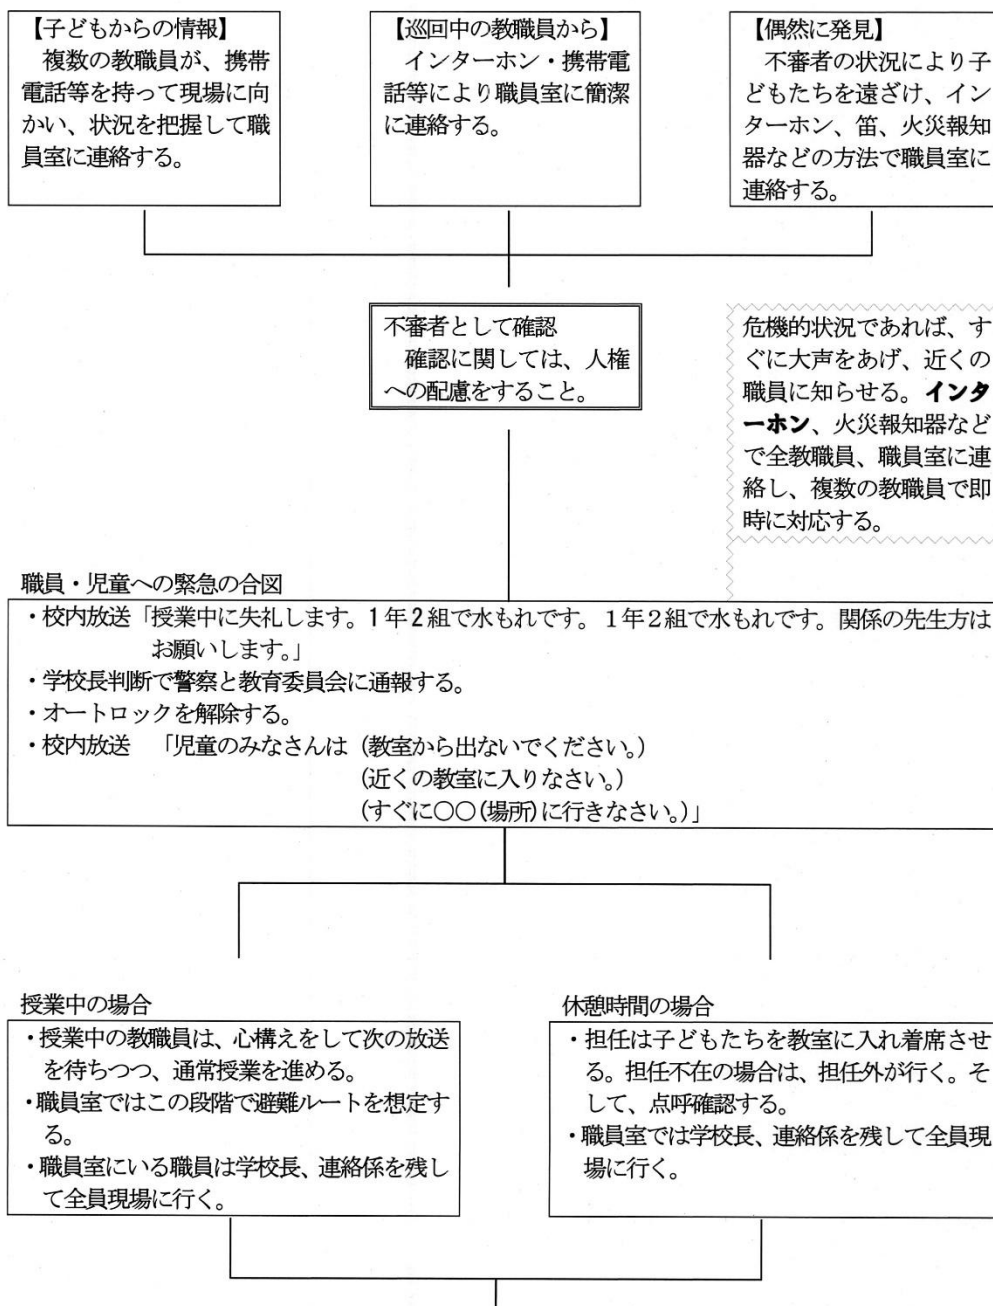 【子どもからの情報】
　複数の教職員が、携帯
電話等を持って現場に向
かい、状況を把握して職
員室に連絡する。
【巡回中の教職員から】
　インターホン・携帯電
話等により職員室に簡潔
に連絡する。
【偶然に発見】
　不審者の状況により子
どもたちを遠ざけ、イン
ターホン、笛、火災報知
器などの方法で職員室に
連絡する。
不審者として確認
　確認に関しては、人権
への配慮をすること。
危機的状況であれば、す
ぐに大声をあげ、近くの
職員に知らせる。インタ
ーホン、火災報知器など
で全教職員、職員室に連
絡し、複数の教職員で即
時に対応する。
職員・児童への緊急の合図
・校内放送「授業中に失礼します。1年2組で水もれです。１年２組で水もれです。関係の先生方は
お願いします。」
・学校長判断で警察と教育委員会に通報する。
・オートロックを解除する。
・校内放送　「児童のみなさんは（教室から出ないでください。）
（近くの教室に入りなさい。）
（すぐに〇〇（場所）に行きなさい。）」
授業中の場合
・授業中の教職員は、心構えをして次の放送
を待ちつつ、通常授業を進める。
・職員室ではこの段階で避難ルートを想定す
る。
・職員室にいる職員は学校長、連絡係を残し
て全員現場に行く。
休憩時間の場合
・担任は子どもたちを教室に入れ着席させ
る。担任不在の場合は、担任外が行く。そ
して、点呼確認する。
・職員室では学校長、連絡係を残して全員現
場に行く。